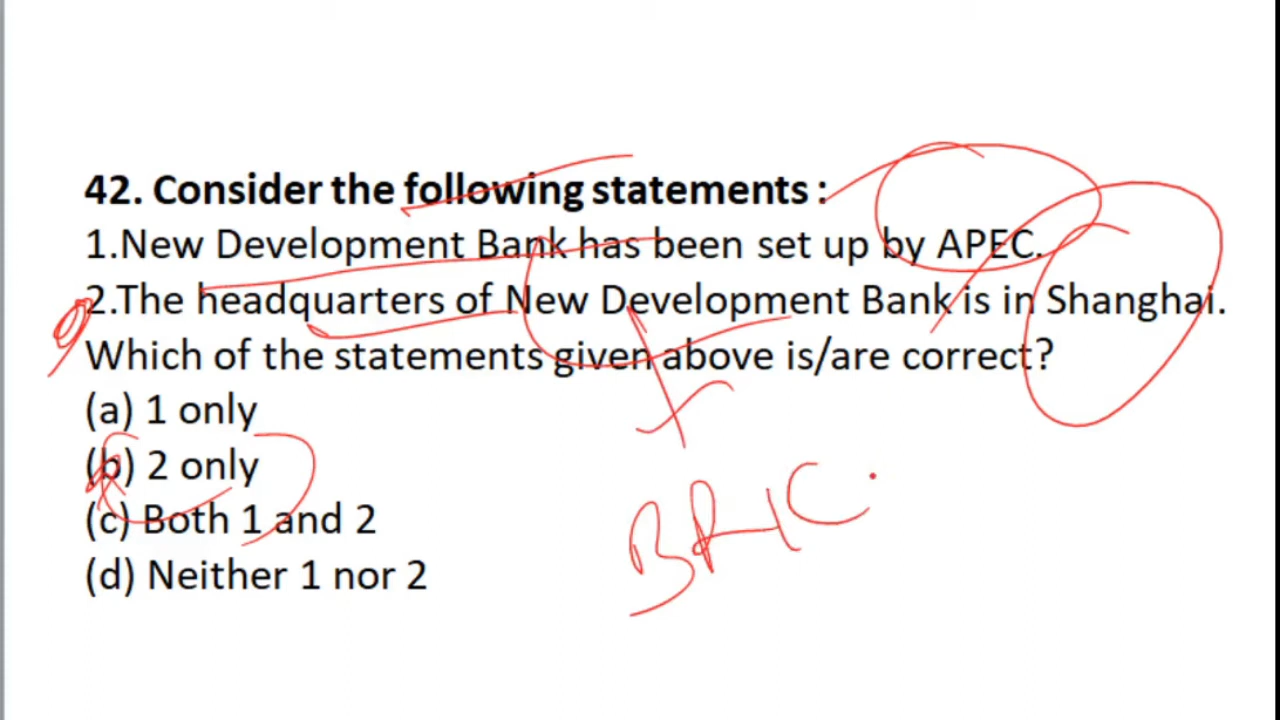 42. Consider the following statements :
1.New Development Bank has been set up by APEC.
2.The headquarters of New Development Bank is in Shanghai.
Which of the statements given above is/are correct?
(a) 1 only
(b) 2 only
(c) Both 1 and 2
BRIC
(d) Neither 1 nor 2